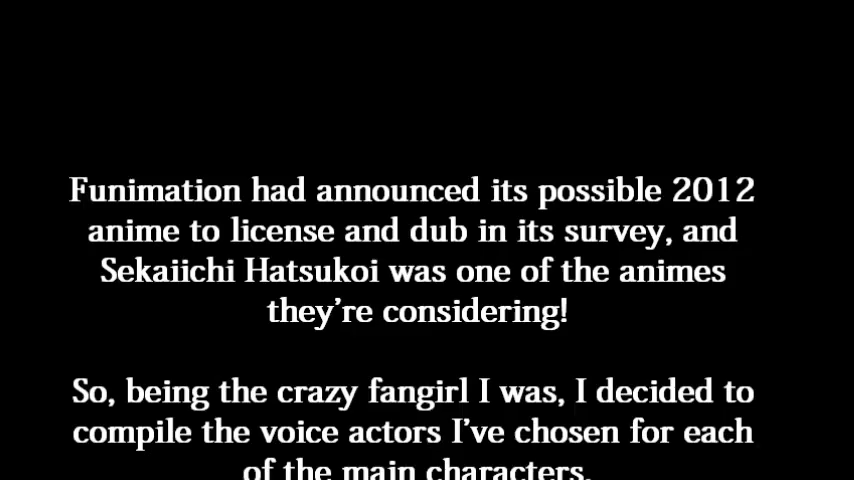 Funimation had announced its possible 2012
anime to license and dub in its survey, and
Sekaiichi Hatsukoi was one of the animes
they're considering!
So, being the crazy fangirl I was, I decided to
compile the voice actors I've chosen for each
of the main characters.